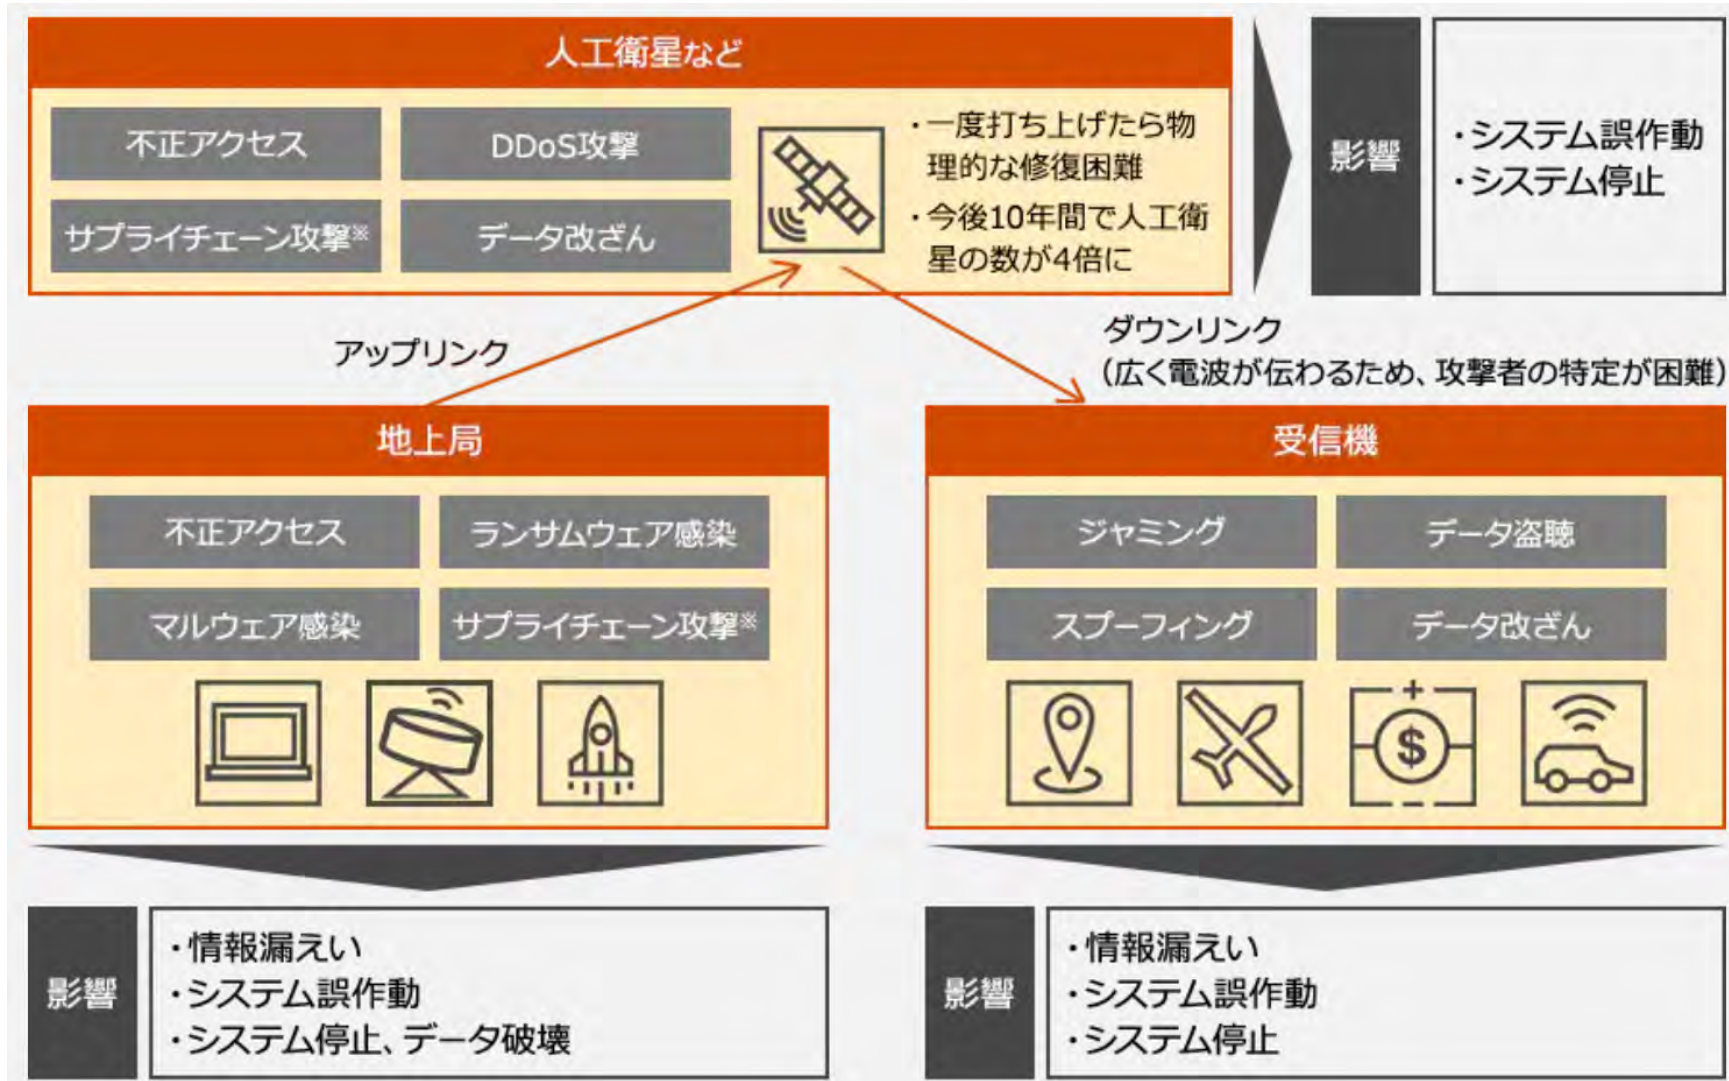 人工衛星など
不正アクセス
DDoS攻撃
サプライチェーン攻撃※
データ改ざん
・一度打ち上げたら物
理的な修復困難
・今後10年間で人工衛
星の数が4倍に
影響
・システム誤作動
・システム停止
アップリンク
ダウンリンク
（広く電波が伝わるため、攻撃者の特定が困難）
地上局
不正アクセス
ランサムウェア感染
マルウェア感染
サプライチェーン攻撃※
受信機
ジャミング
データ盗聴
スプーフィング
データ改ざん
$
影響
・情報漏えい
・システム誤作動
・システム停止、データ破壊
影響
・情報漏えい
・システム誤作動
・システム停止